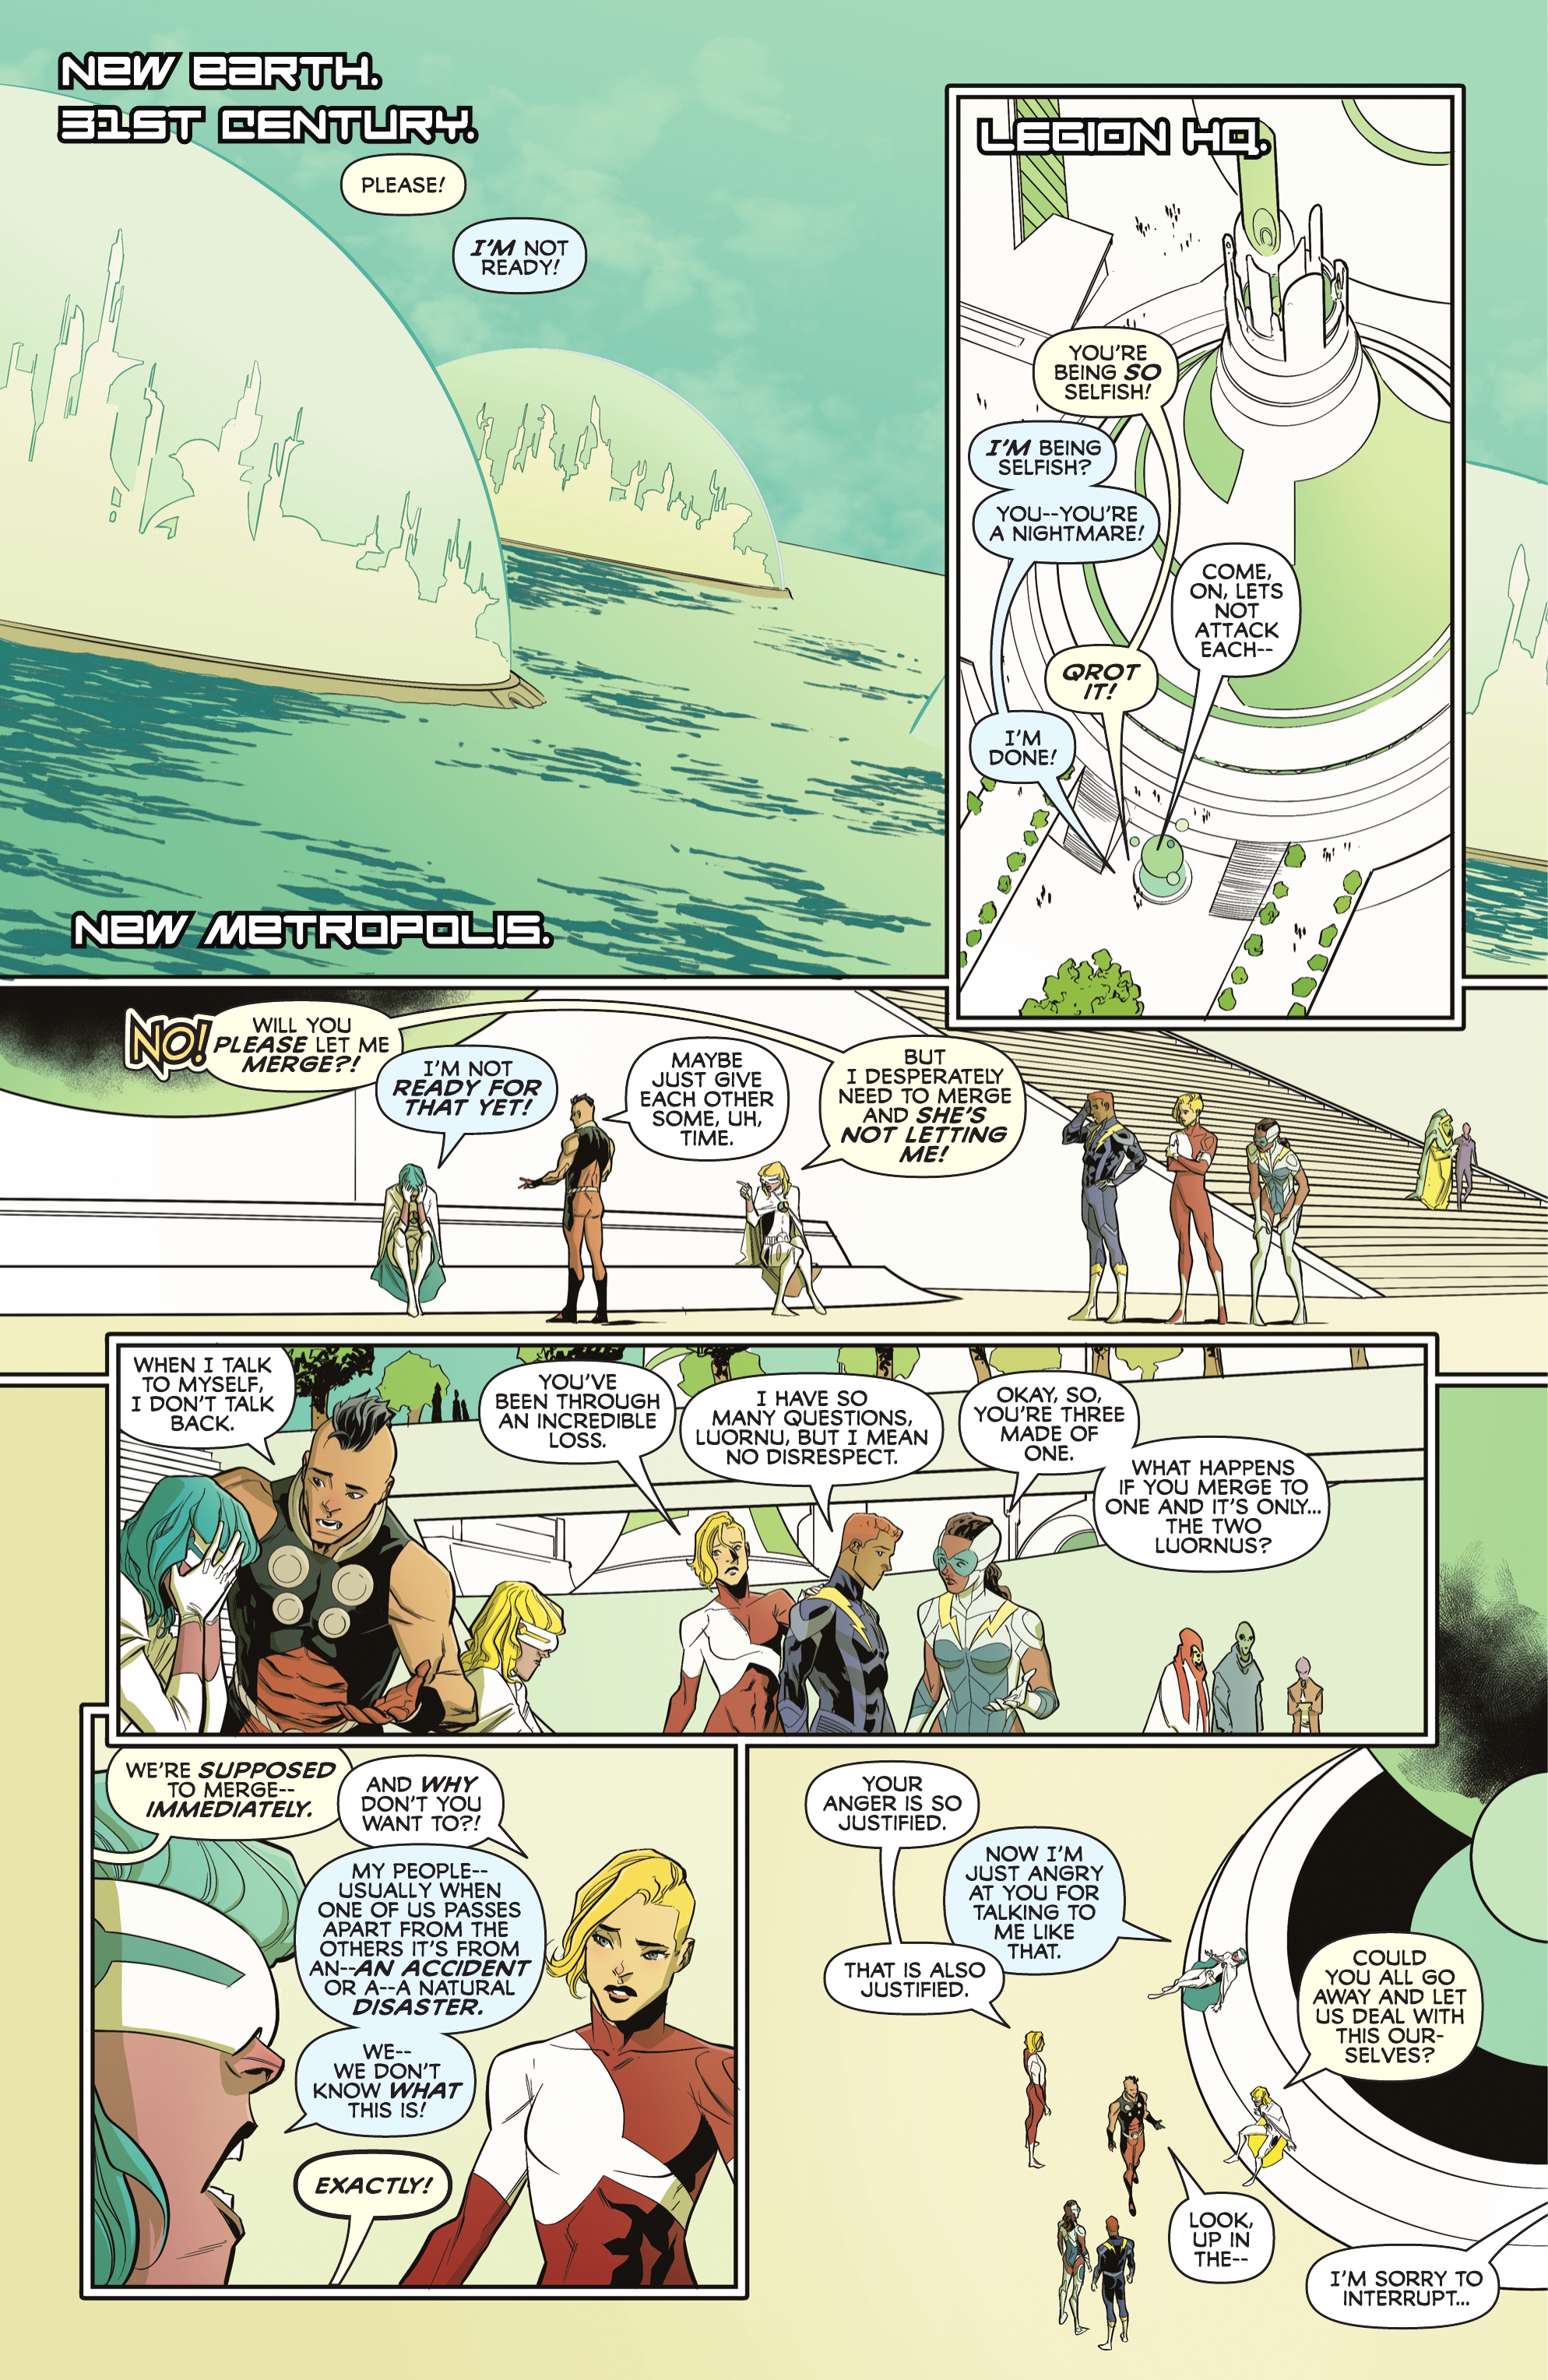 NEW EARTH.
31ST CENTURY.
PLEASE!
I'M NOT
READY!
NEW METROPOLIS.
LEGION HQ.
YOU'RE
BEING SO
SELFISH!
I'M BEING
SELFISH?
YOU--YOU'RE
A NIGHTMARE!
COME,
ON, LETS
NOT
ATTACK
EACH--
QROT
IT!
I'M
DONE!
NO!
WILL YOU
PLEASE LET ME
MERGE?!
I'M NOT
READY FOR
THAT YET!
MAYBE
JUST GIVE
EACH OTHER
SOME, UH,
TIME.
BUT
I DESPERATELY
NEED TO MERGE
AND SHE'S
NOT LETTING
ME!
WHEN I TALK
TO MYSELF,
I DON'T TALK
BACK.
YOU'VE
BEEN THROUGH
AN INCREDIBLE
LOSS.
I HAVE SO
MANY QUESTIONS,
LUORNU, BUT I MEAN
NO DISRESPECT.
OKAY, SO,
YOU'RE THREE
MADE OF
ONE.
WHAT HAPPENS
IF YOU MERGE TO
ONE AND IT'S ONLY...
THE TWO
LUORNUS?
WE'RE SUPPOSED
TO MERGE--
IMMEDIATELY.
AND WHY
DON'T YOU
WANT TO?!
MY PEOPLE--
USUALLY WHEN
ONE OF US PASSES
APART FROM THE
OTHERS IT'S FROM
AN--AN ACCIDENT
OR A--A NATURAL
DISASTER.
WE--
WE DON'T
KNOW WHAT
THIS IS!
EXACTLY!
YOUR
ANGER IS SO
JUSTIFIED.
NOW I'M
JUST ANGRY
AT YOU FOR
TALKING TO
ME LIKE
THAT.
THAT IS ALSO
JUSTIFIED.
COULD
YOU ALL GO
AWAY AND LET
US DEAL WITH
THIS OUR-
SELVES?
LOOK,
UP IN
THE--
I'M SORRY TO
INTERRUPT...